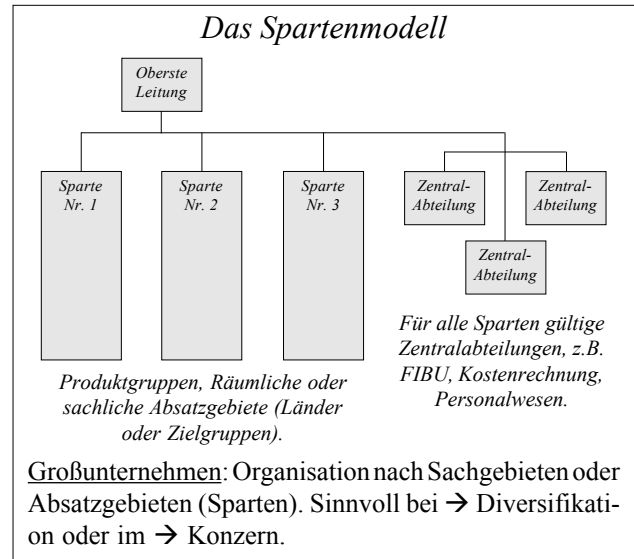 Das Spartenmodell
Oberste
Leitung
Sparte
Nr. 1
Sparte
Nr. 2
Sparte
Nr. 3
Zentral-
Abteilung
Zentral-
Abteilung
Zentral-
Abteilung
Produktgruppen, Räumliche oder
sachliche Absatzgebiete (Länder
oder Zielgruppen).
Für alle Sparten gültige
Zentralabteilungen, z.B.
FIBU, Kostenrechnung,
Personalwesen.
Großunternehmen: Organisation nach Sachgebieten oder
Absatzgebieten (Sparten). Sinnvoll bei → Diversifikati-
on oder im → Konzern.